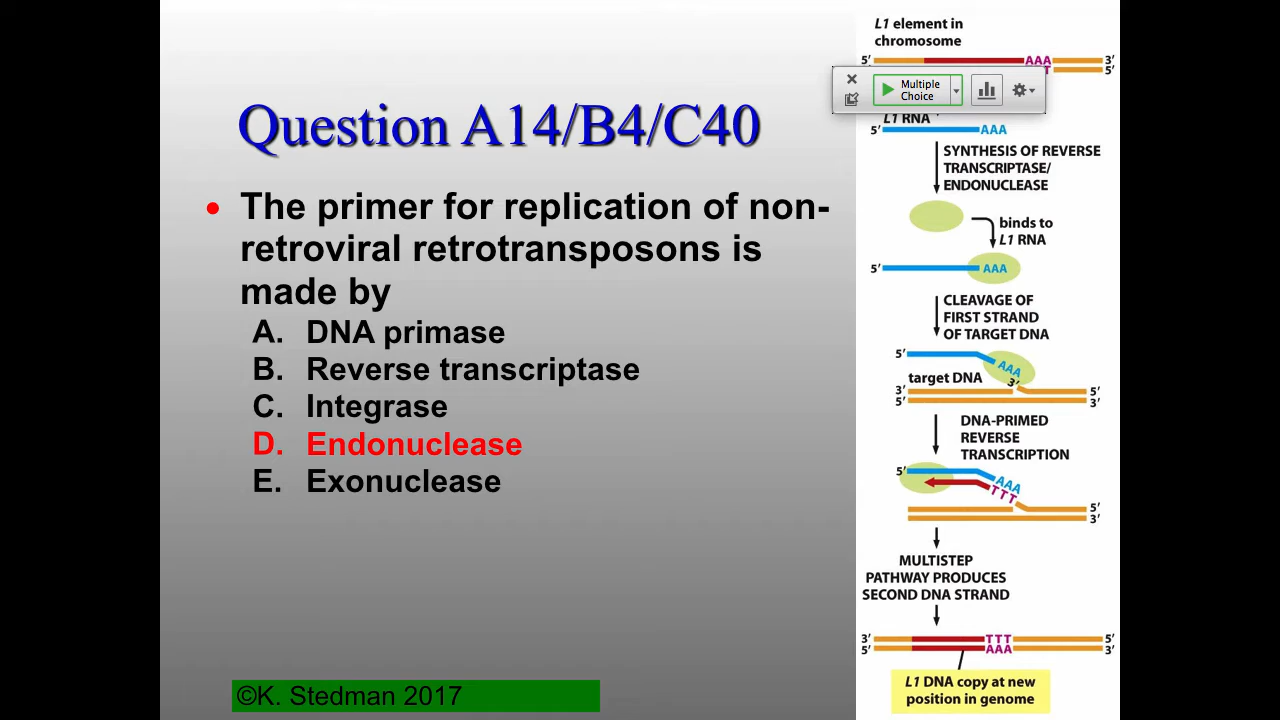 Question A14/B4/C40
• The primer for replication of non-
retroviral retrotransposons is
made by
A. DNA primase
B. Reverse transcriptase
C. Integrase
D. Endonuclease
E. Exonuclease
©K. Stedman 2017
L1 element in
chromosome
5′ AAA 3′
T 5′
Multiple
Choice
L1 RNA
5′ AAA
SYNTHESIS OF REVERSE
TRANSCRIPTASE/
ENDONUCLEASE
binds to
L1 RNA
5′ AAA
CLEAVAGE OF
FIRST STRAND
OF TARGET DNA
5′ AAA
target DNA 3′
3′ 5′
5′ 3′
DNA-PRIMED
REVERSE
TRANSCRIPTION
5′ AAA
TTT
5′
3′
MULTISTEP
PATHWAY PRODUCES
SECOND DNA STRAND
3′ TTT 5′
5′ AAA 3′
L1 DNA copy at new
position in genome